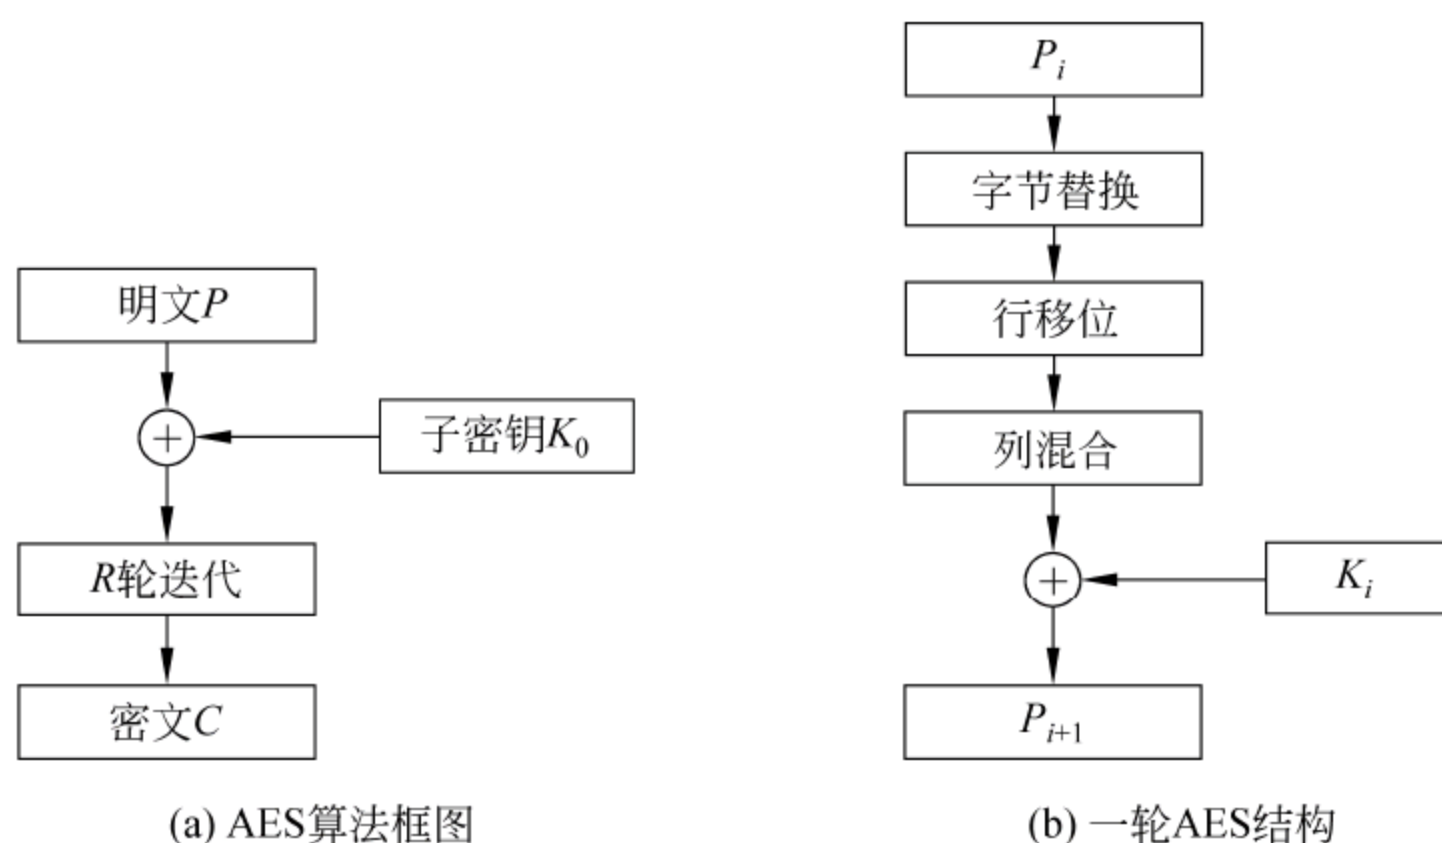 明文P
+
子密钥K₀
R轮迭代
密文C
(a) AES算法框图
Pᵢ
字节替换
行移位
列混合
+
Kᵢ
Pᵢ₊₁
(b) 一轮AES结构